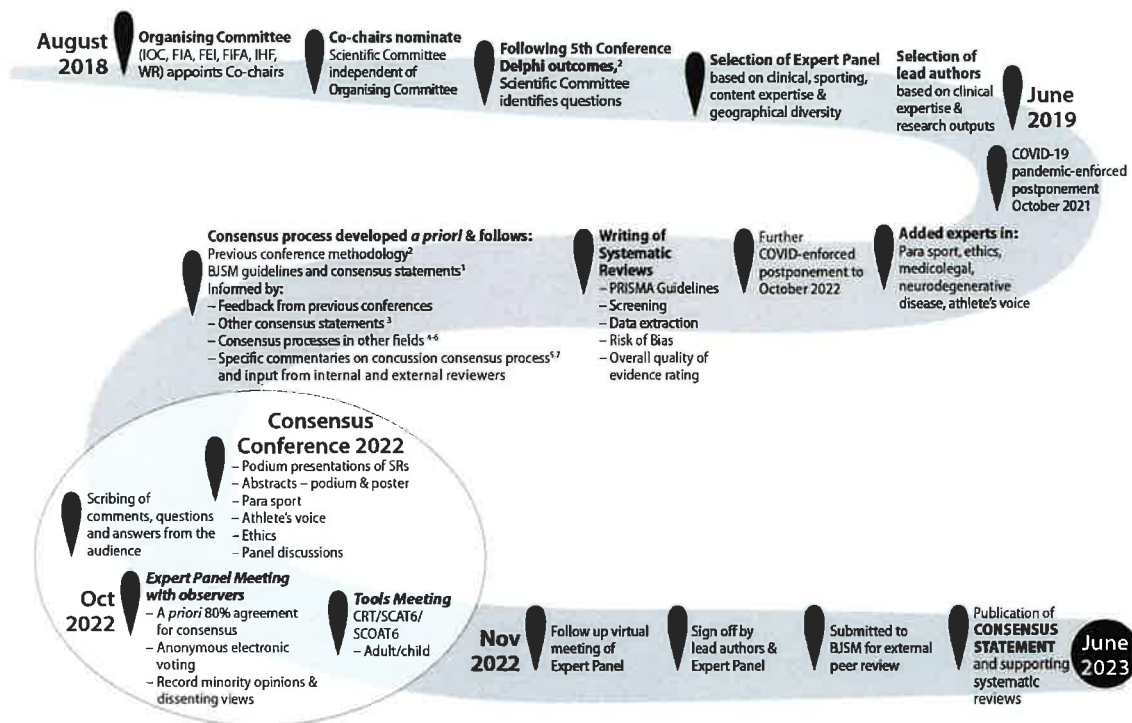 August
2018
Organising Committee
(IOC, FIA, FEI, FIFA, IHF,
WR) appoints Co-chairs
Co-chairs nominate
Scientific Committee
independent of
Organising Committee
Following 5th Conference
Delphi outcomes,²
Scientific Committee
identifies questions
Selection of Expert Panel
based on clinical, sporting,
content expertise &
geographical diversity
Selection of
lead authors
based on clinical
expertise &
research outputs
June
2019
COVID-19
pandemic-enforced
postponement
October 2021
Added experts in:
Para sport, ethics,
medicolegal,
neurodegenerative
disease, athlete's voice
Further
COVID-enforced
postponement to
October 2022
Writing of
Systematic
Reviews
– PRISMA Guidelines
– Screening
– Data extraction
– Risk of Bias
– Overall quality of
evidence rating
Consensus process developed a priori & follows:
Previous conference methodology²
BJSM guidelines and consensus statements¹
Informed by:
– Feedback from previous conferences
– Other consensus statements ³
– Consensus processes in other fields ⁴⁻⁶
– Specific commentaries on concussion consensus process⁵,⁷
and input from internal and external reviewers
Consensus
Conference 2022
– Podium presentations of SRs
– Abstracts – podium & poster
– Para sport
– Athlete's voice
– Ethics
– Panel discussions
Scribing of
comments, questions
and answers from the
audience
Oct
2022
Expert Panel Meeting
with observers
– A priori 80% agreement
for consensus
– Anonymous electronic
voting
– Record minority opinions &
dissenting views
Tools Meeting
CRT/SCAT6/
SCOAT6
– Adult/child
Nov
2022
Follow up virtual
meeting of
Expert Panel
Sign off by
lead authors &
Expert Panel
Submitted to
BJSM for external
peer review
Publication of
CONSENSUS
STATEMENT
and supporting
systematic
reviews
June
2023